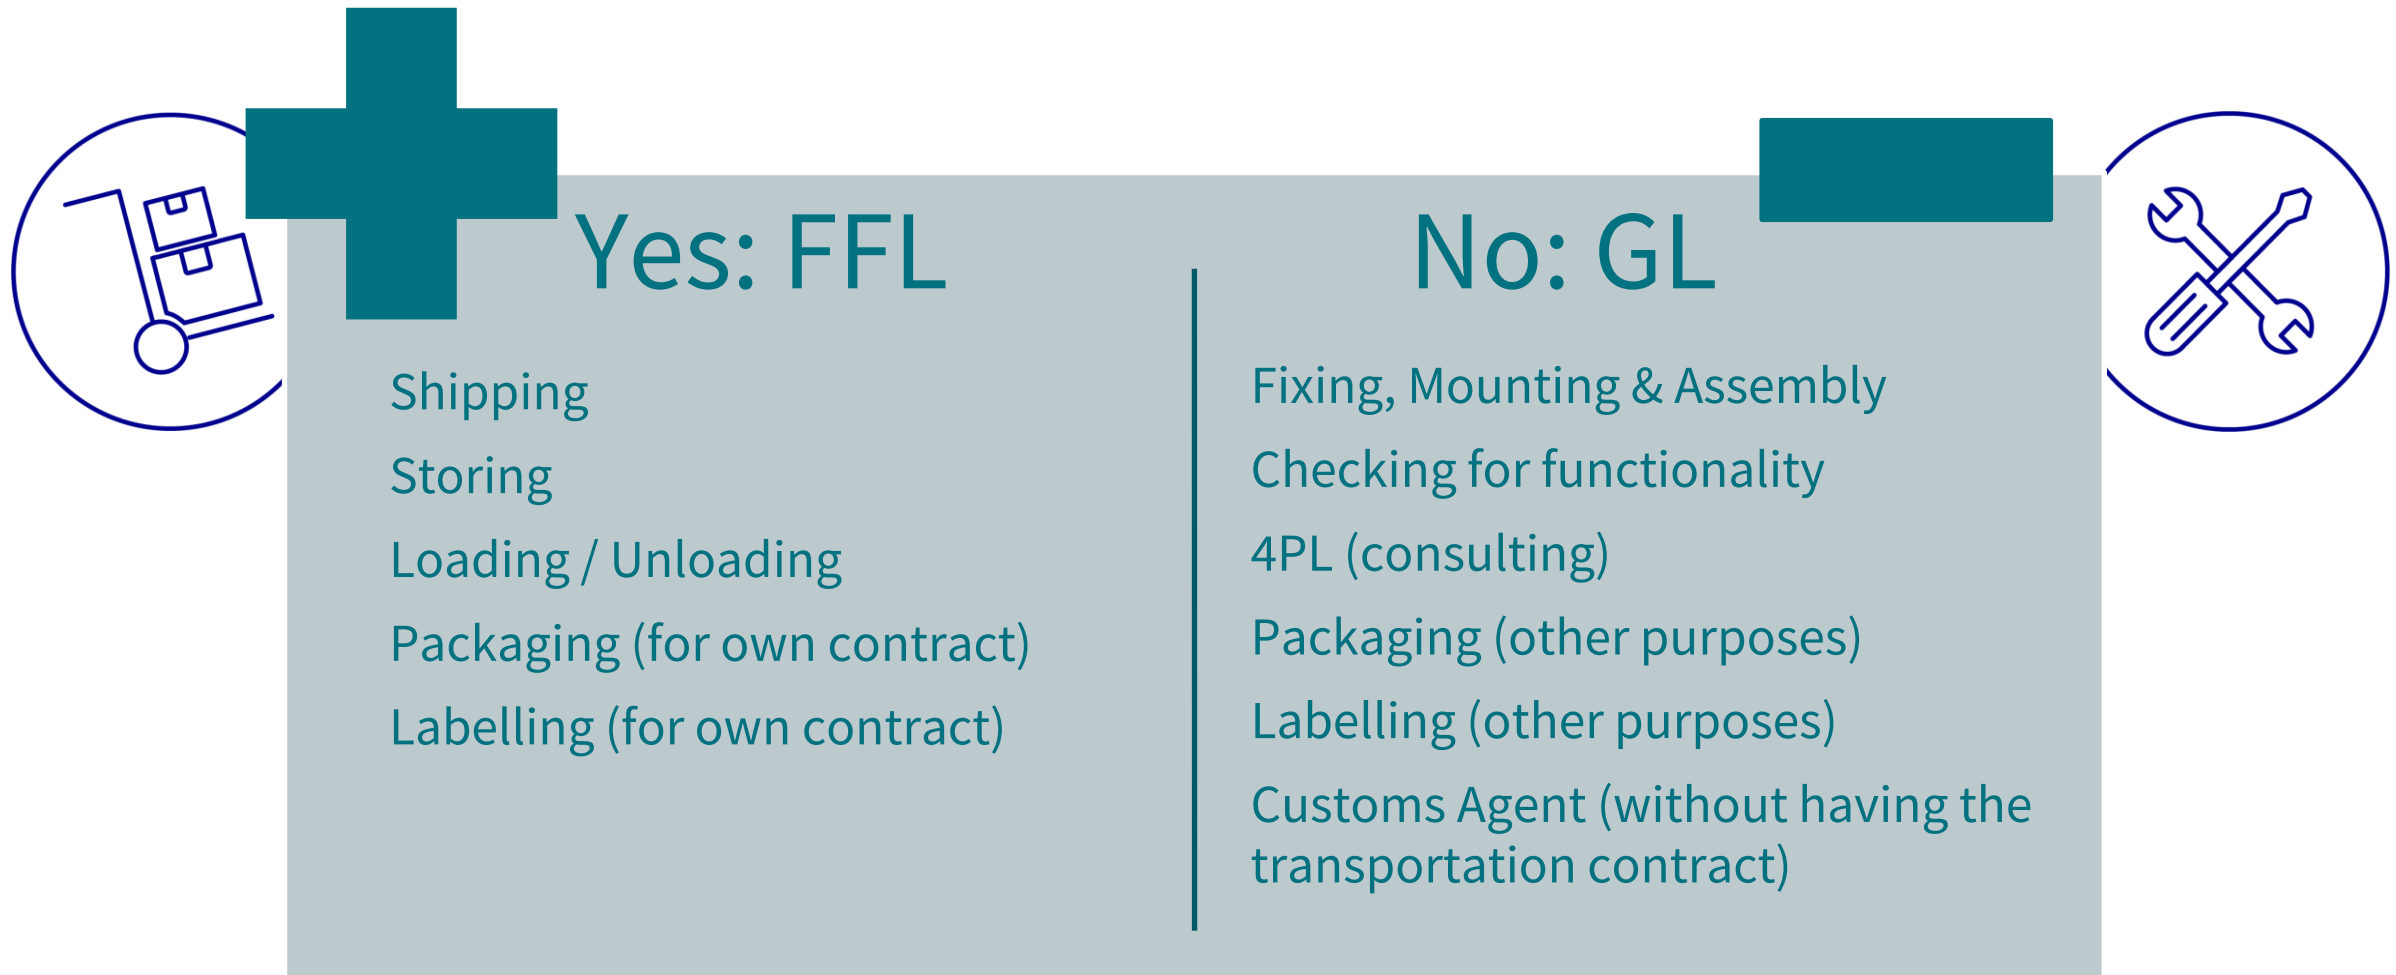 Yes: FFL
Shipping
Storing
Loading / Unloading
Packaging (for own contract)
Labelling (for own contract)
No: GL
Fixing, Mounting & Assembly
Checking for functionality
4PL (consulting)
Packaging (other purposes)
Labelling (other purposes)
Customs Agent (without having the
transportation contract)